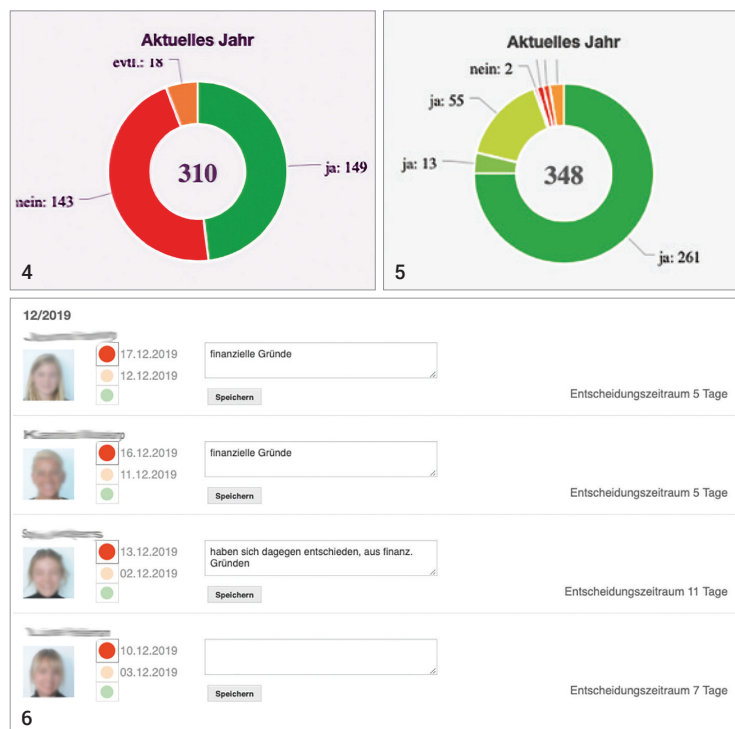 Aktuelles Jahr
evtl.: 18
310
ja: 149
nein: 143
4
Aktuelles Jahr
nein: 2
ja: 55
ja: 13
348
ja: 261
5
12/2019
17.12.2019
finanzielle Gründe
12.12.2019
Speichern
Entscheidungszeitraum 5 Tage
16.12.2019
finanzielle Gründe
11.12.2019
Speichern
Entscheidungszeitraum 5 Tage
13.12.2019
haben sich dagegen entschieden, aus finanz.
Gründen
02.12.2019
Speichern
Entscheidungszeitraum 11 Tage
10.12.2019
03.12.2019
Speichern
Entscheidungszeitraum 7 Tage
6